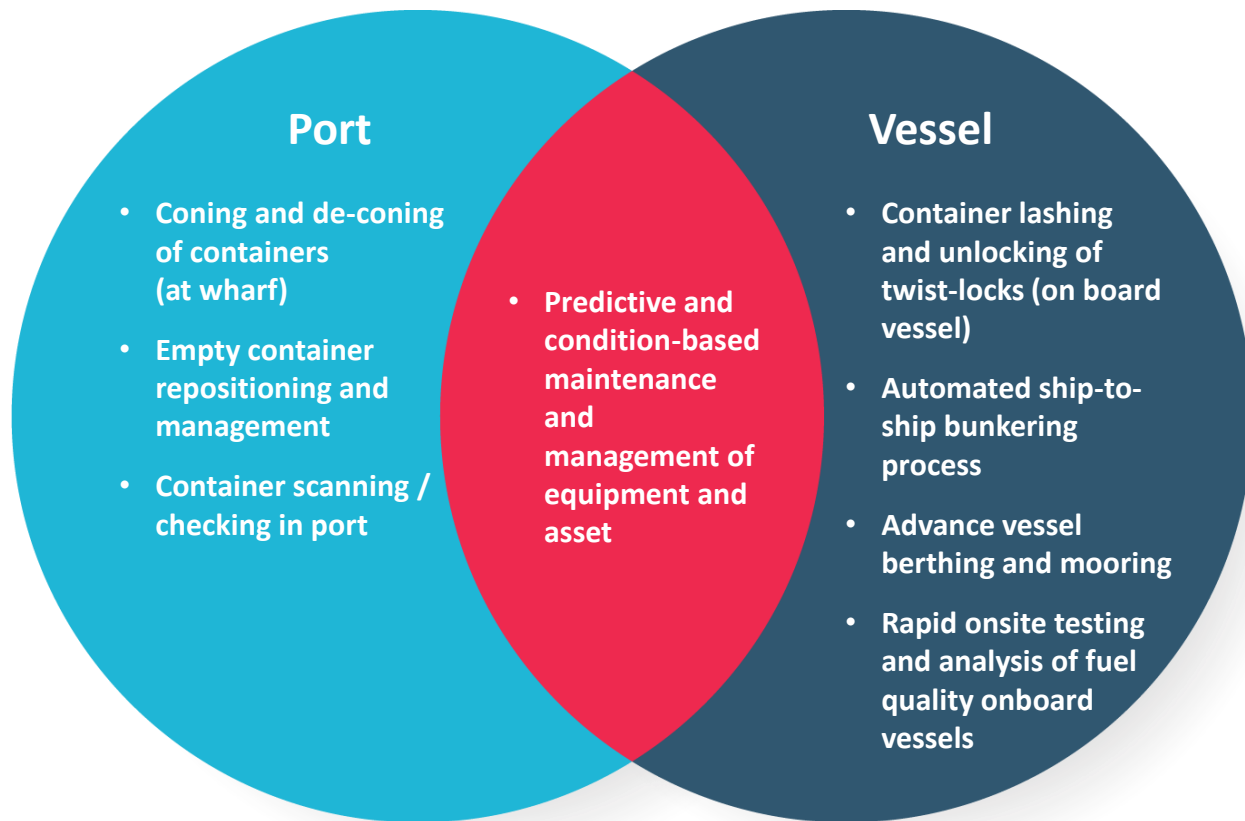 Port
• Coning and de-coning
of containers
(at wharf)
• Empty container
repositioning and
management
• Container scanning /
checking in port
• Predictive and
condition-based
maintenance
and
management of
equipment and
asset
Vessel
• Container lashing
and unlocking of
twist-locks (on board
vessel)
• Automated ship-to-
ship bunkering
process
• Advance vessel
berthing and mooring
• Rapid onsite testing
and analysis of fuel
quality onboard
vessels